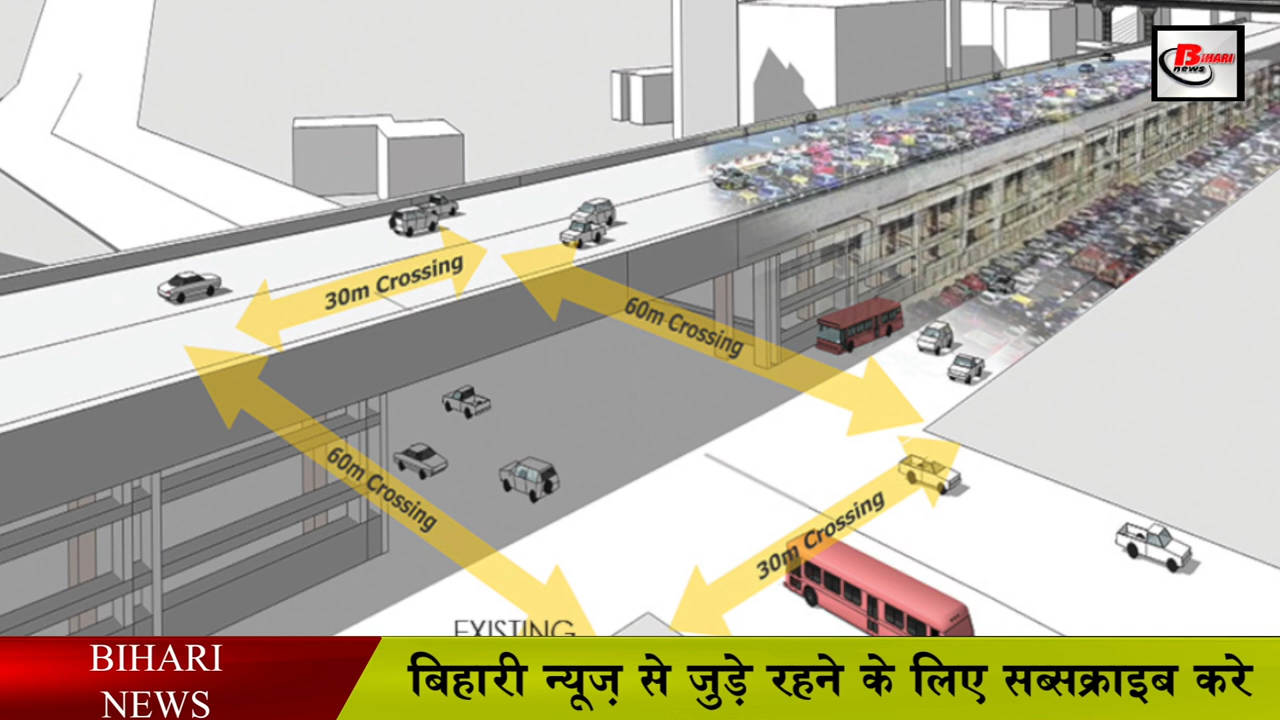 BIHARI
news
30m Crossing
60m Crossing
60m Crossing
30m Crossing
EXISTING
BIHARI
NEWS
बिहारी न्यूज़ से जुड़े रहने के लिए सब्सक्राइब करे